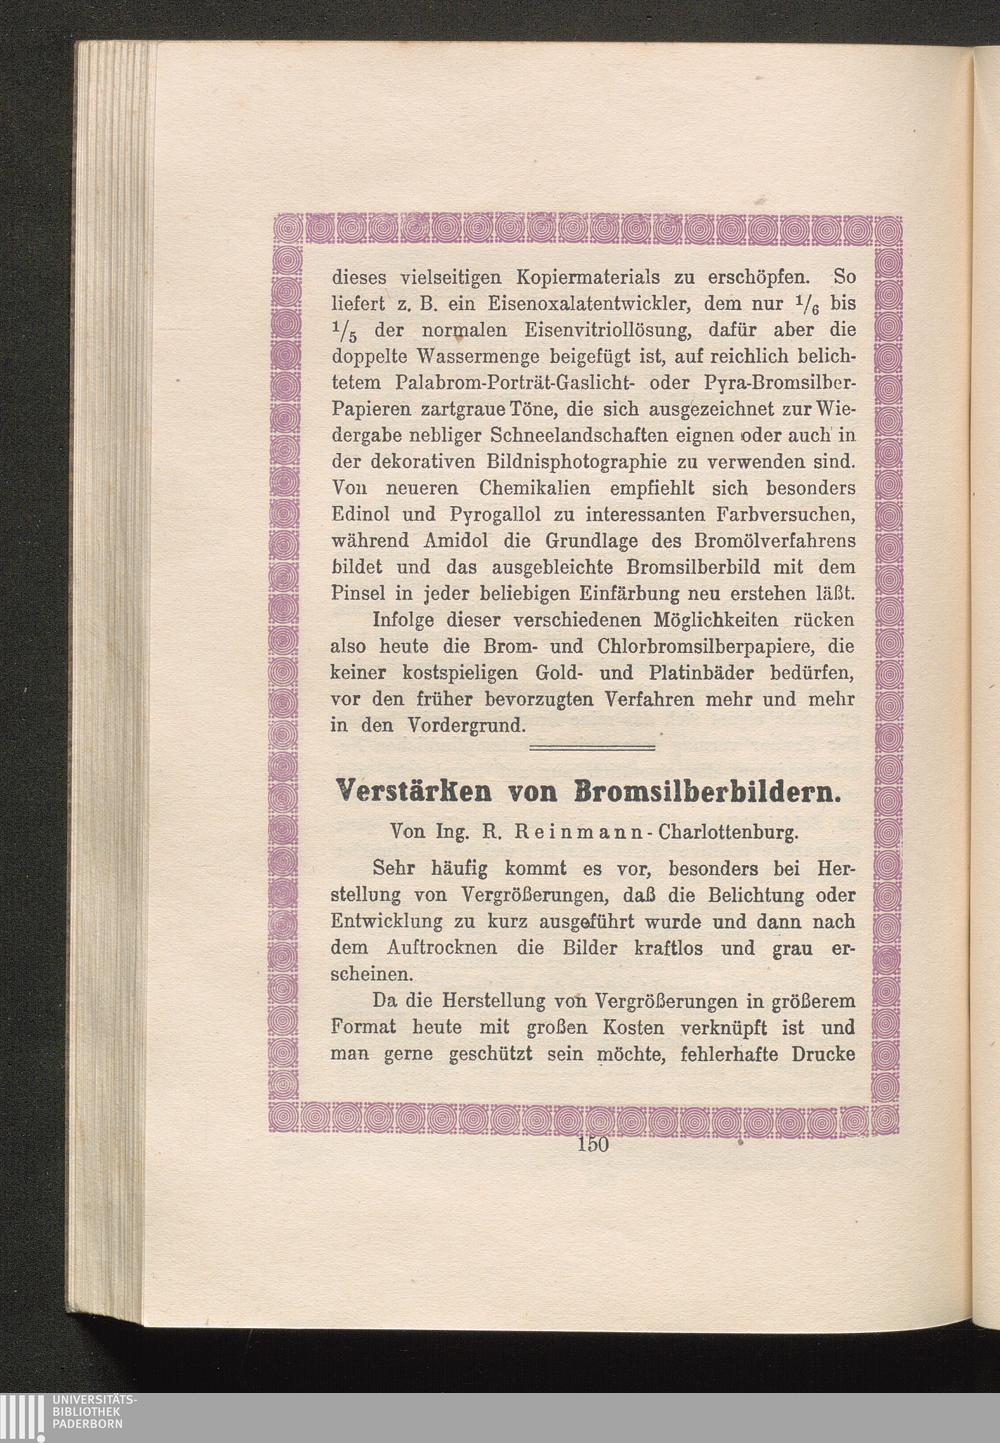 dieses vielseitigen Kopiermaterials zu erschöpfen. So
liefert z. B. ein Eisenoxalatentwickler, dem nur 1/6 bis
1/5 der normalen Eisenvitriollösung, dafür aber die
doppelte Wassermenge beigefügt ist, auf reichlich belich-
tetem Palabrom-Porträt-Gaslicht- oder Pyra-Bromsilber-
Papieren zartgraue Töne, die sich ausgezeichnet zur Wie-
dergabe nebliger Schneelandschaften eignen oder auch in
der dekorativen Bildnisphotographie zu verwenden sind.
Von neueren Chemikalien empfiehlt sich besonders
Edinol und Pyrogallol zu interessanten Farbversuchen,
während Amidol die Grundlage des Bromölverfahrens
bildet und das ausgebleichte Bromsilberbild mit dem
Pinsel in jeder beliebigen Einfärbung neu erstehen läßt.
Infolge dieser verschiedenen Möglichkeiten rücken
also heute die Brom- und Chlorbromsilberpapiere, die
keiner kostspieligen Gold- und Platinbäder bedürfen,
vor den früher bevorzugten Verfahren mehr und mehr
in den Vordergrund.
Verstärken von Bromsilberbildern.
Von Ing. R. Reinmann-Charlottenburg.
Sehr häufig kommt es vor, besonders bei Her-
stellung von Vergrößerungen, daß die Belichtung oder
Entwicklung zu kurz ausgeführt wurde und dann nach
dem Auftrocknen die Bilder kraftlos und grau er-
scheinen.
Da die Herstellung von Vergrößerungen in größerem
Format heute mit großen Kosten verknüpft ist und
man gerne geschützt sein möchte, fehlerhafte Drucke
150
UNIVERSITÄTS-
BIBLIOTHEK
PADERBORN